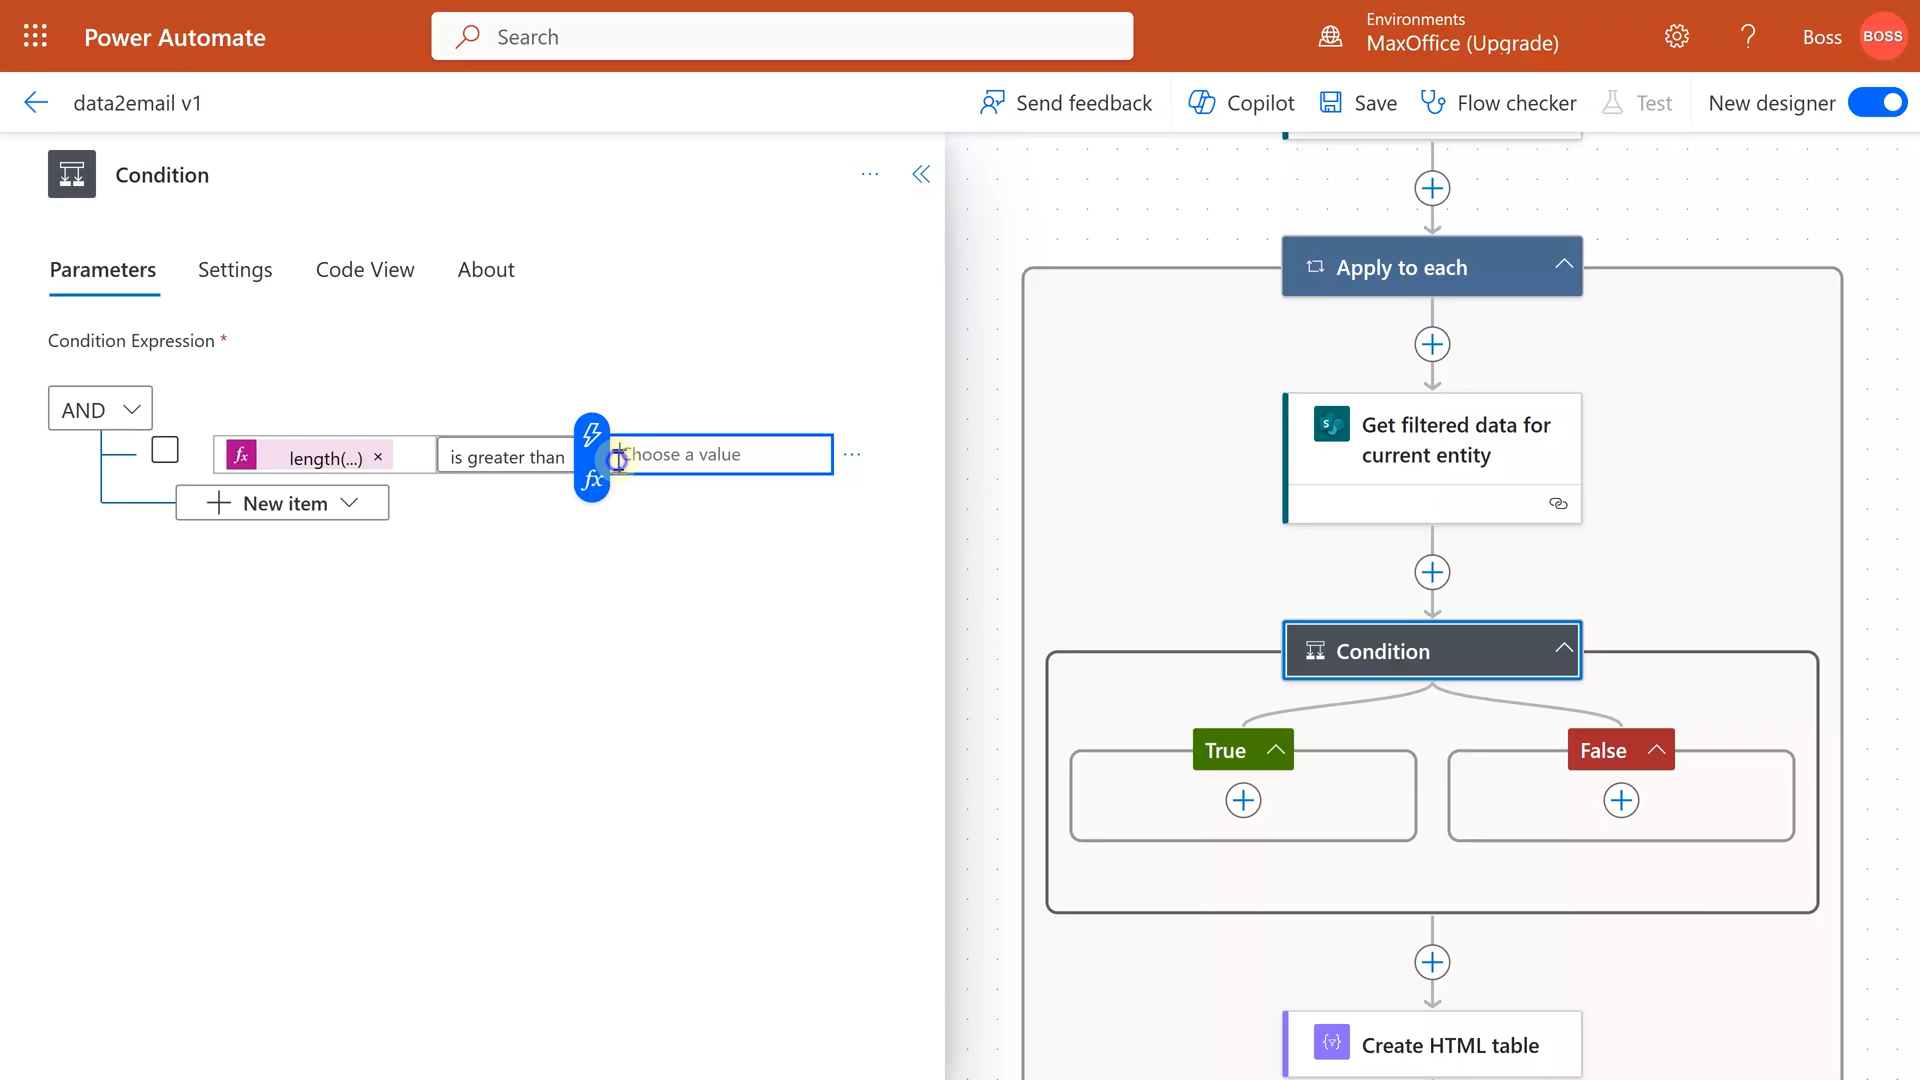 Power Automate
Search
Environments
MaxOffice (Upgrade)
Boss
BOSS
data2email v1
Send feedback
Copilot
Save
Flow checker
Test
New designer
Condition
Parameters
Settings
Code View
About
Condition Expression *
AND
fx length(...) ×
is greater than
Choose a value
fx
New item
Apply to each
Get filtered data for
current entity
Condition
True
False
Create HTML table